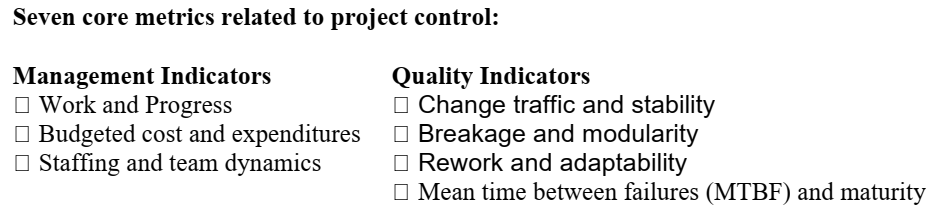 Seven core metrics related to project control:
Management Indicators
□ Work and Progress
□ Budgeted cost and expenditures
□ Staffing and team dynamics
Quality Indicators
□ Change traffic and stability
□ Breakage and modularity
□ Rework and adaptability
□ Mean time between failures (MTBF) and maturity